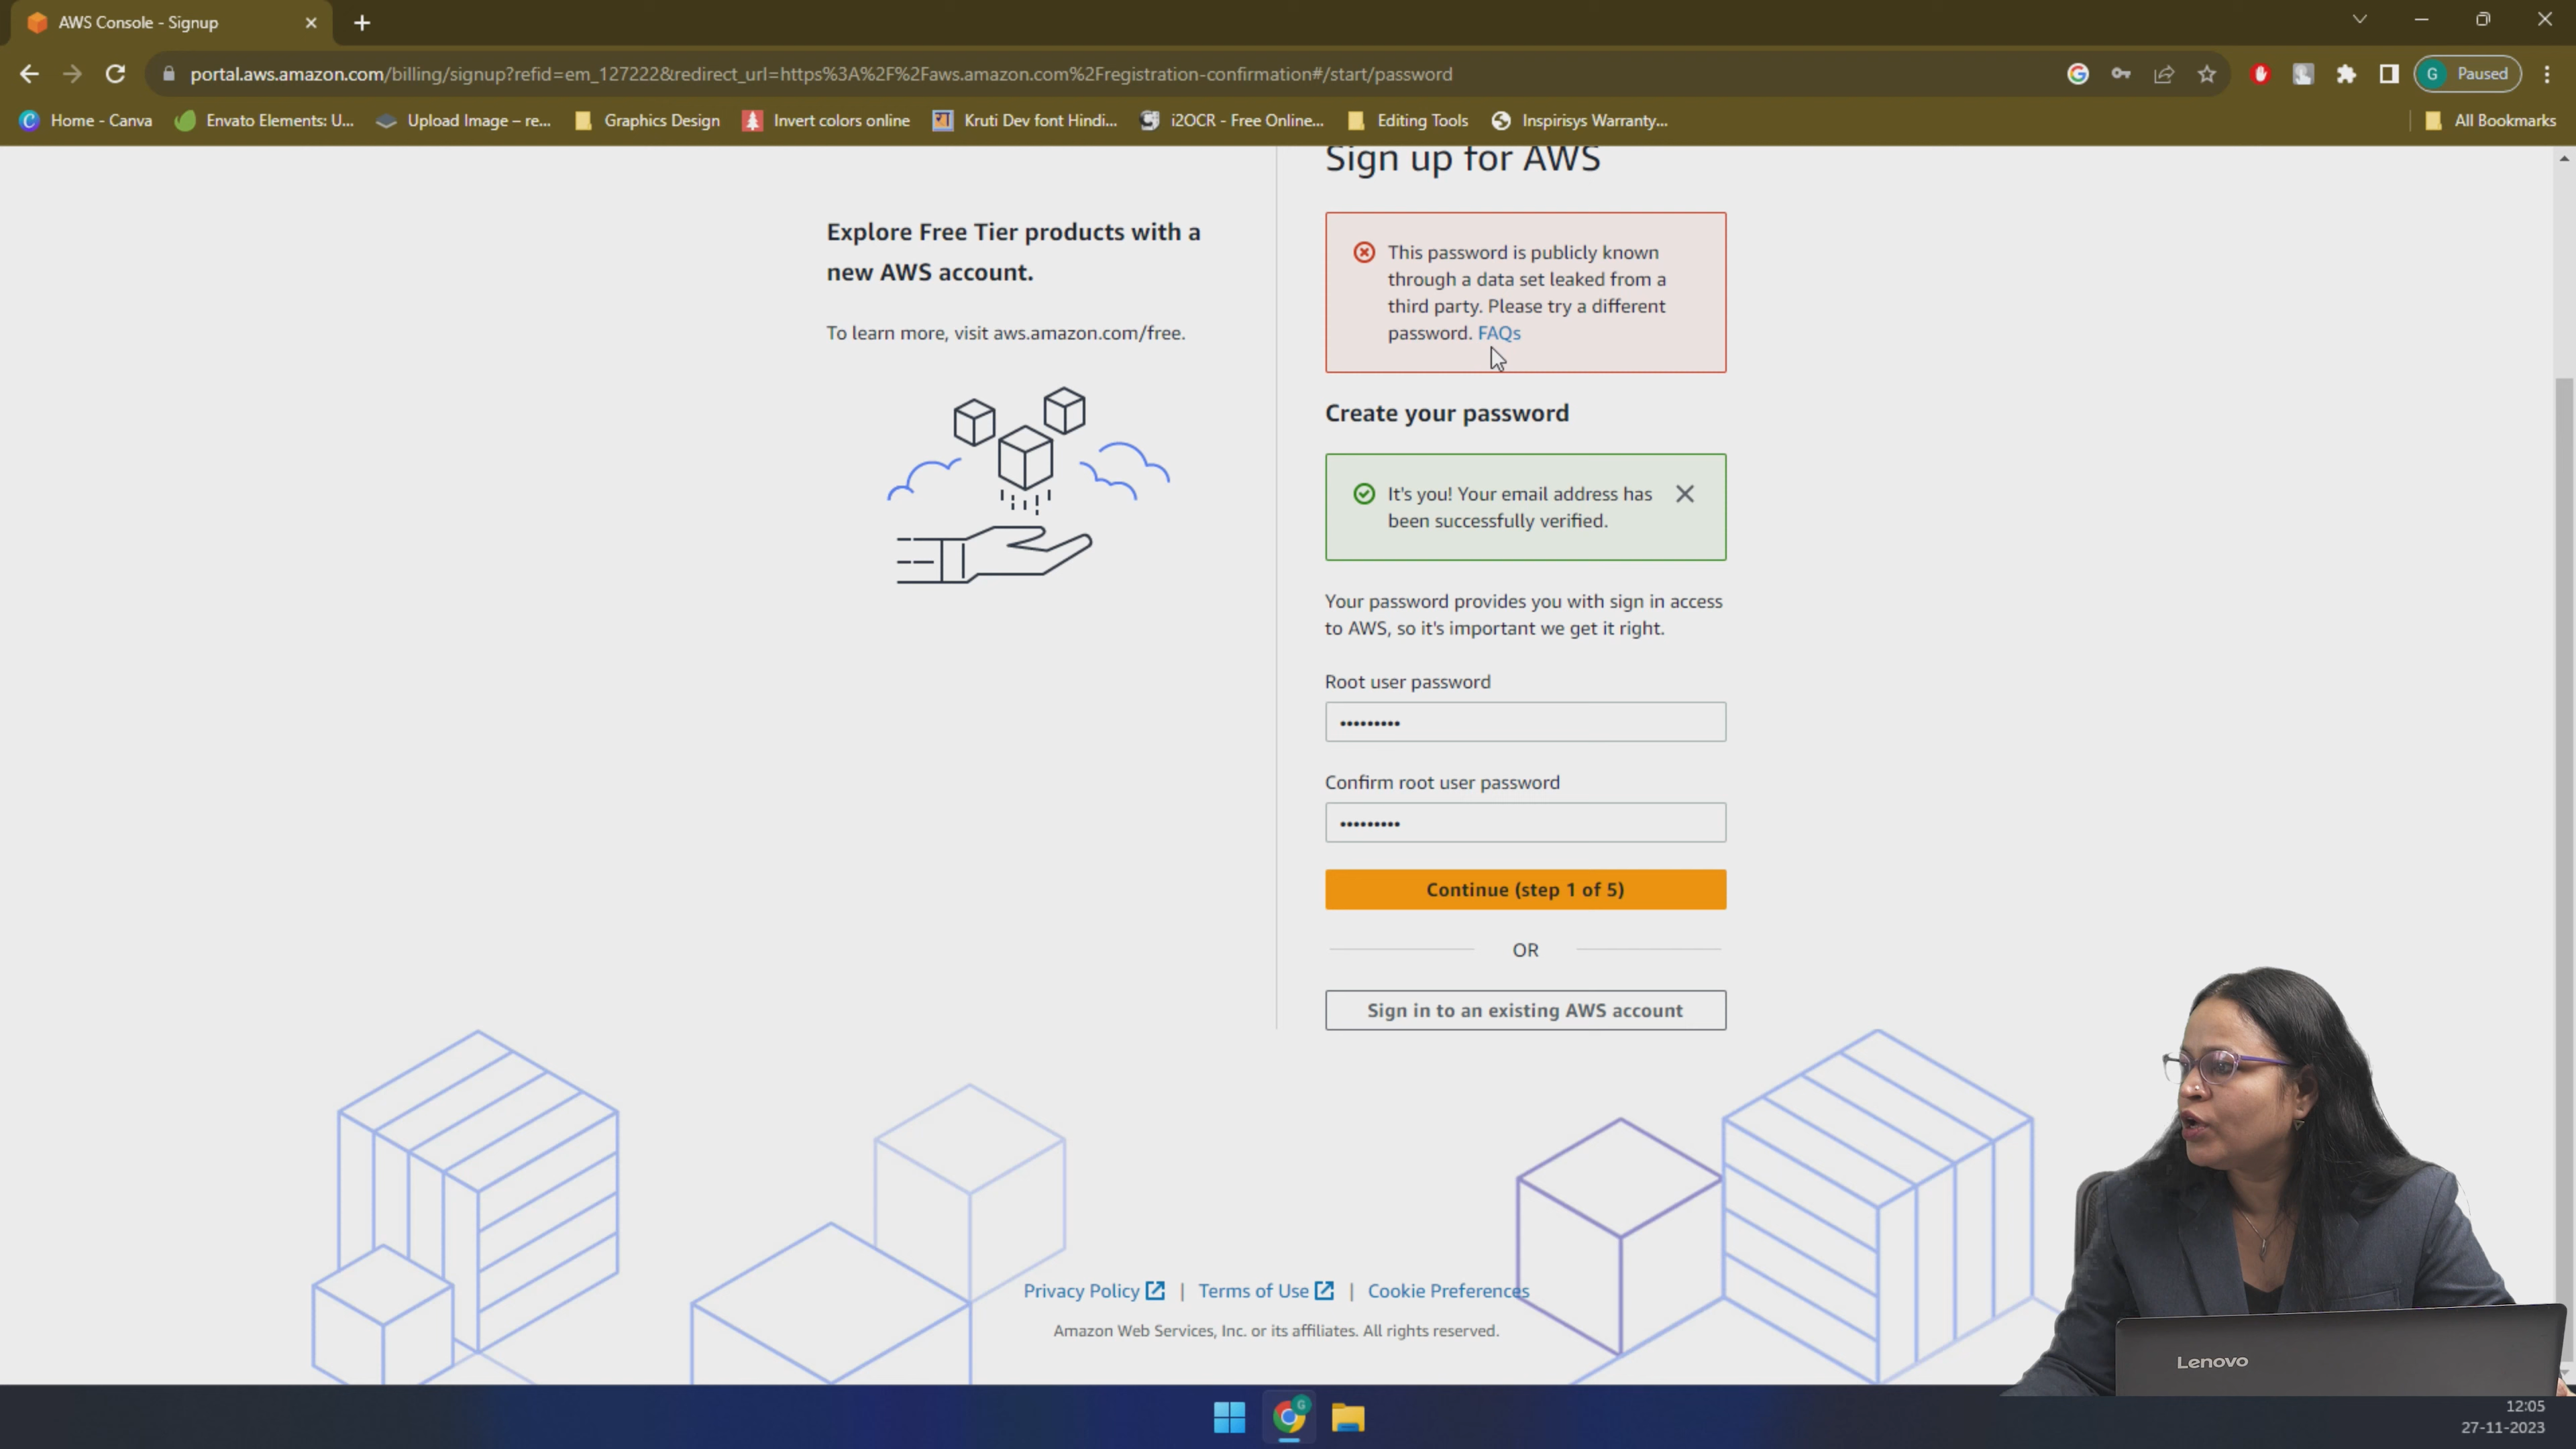 AWS Console - Signup
portal.aws.amazon.com/billing/signup?refid=em_127222&redirect_url=https%3A%2F%2Faws.amazon.com%2Fregistration-confirmation#/start/password
G Paused
Home - Canva
Envato Elements: U...
Upload Image – re...
Graphics Design
Invert colors online
Kruti Dev font Hindi...
i2OCR - Free Online...
Editing Tools
Inspirisys Warranty...
All Bookmarks
Explore Free Tier products with a
new AWS account.
To learn more, visit aws.amazon.com/free.
Sign up for AWS
This password is publicly known
through a data set leaked from a
third party. Please try a different
password. FAQs
Create your password
It's you! Your email address has
been successfully verified.
Your password provides you with sign in access
to AWS, so it's important we get it right.
Root user password
•••••••••
Confirm root user password
•••••••••
Continue (step 1 of 5)
OR
Sign in to an existing AWS account
Privacy Policy | Terms of Use | Cookie Preferences
Amazon Web Services, Inc. or its affiliates. All rights reserved.
Lenovo
G
12:05
27-11-2023